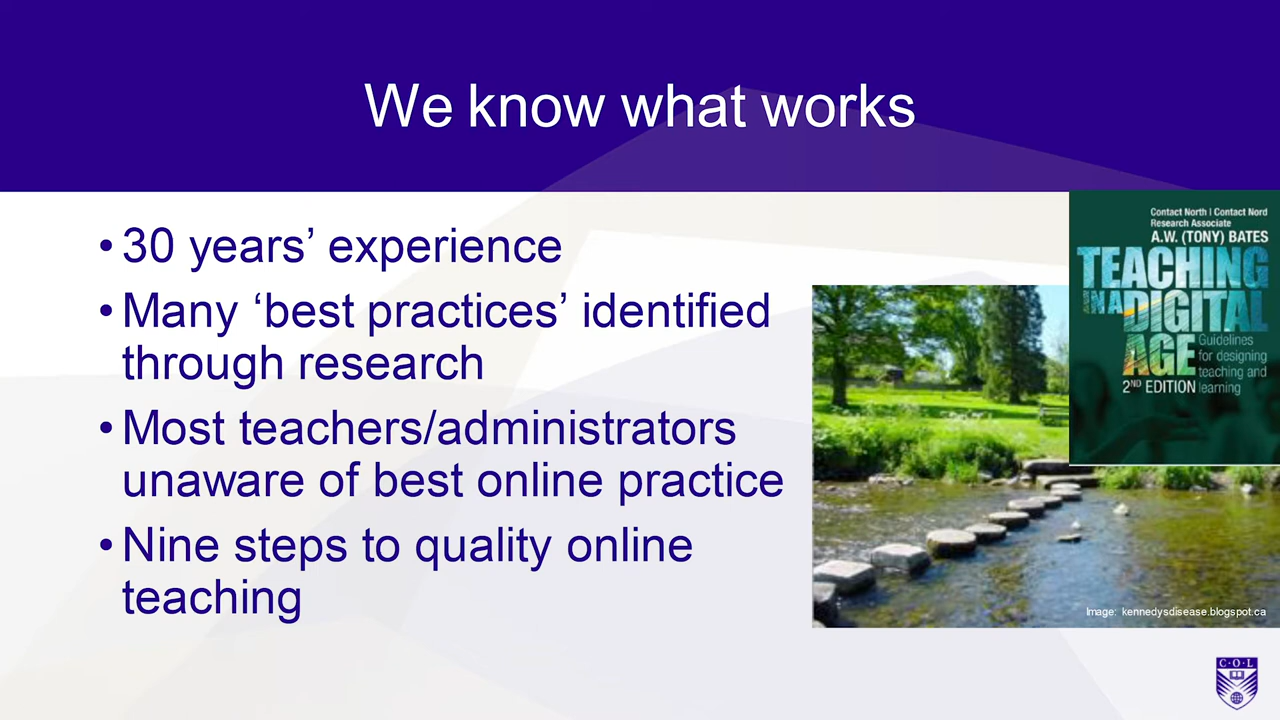 We know what works
• 30 years’ experience
• Many ‘best practices’ identified
through research
• Most teachers/administrators
unaware of best online practice
• Nine steps to quality online
teaching
Contact North | Contact Nord
Research Associate
A.W. (TONY) BATES
TEACHING
IN A DIGITAL
AGE
Guidelines
for designing
teaching and
learning
2ND EDITION
Image: kennedysdisease.blogspot.ca
C·O·L